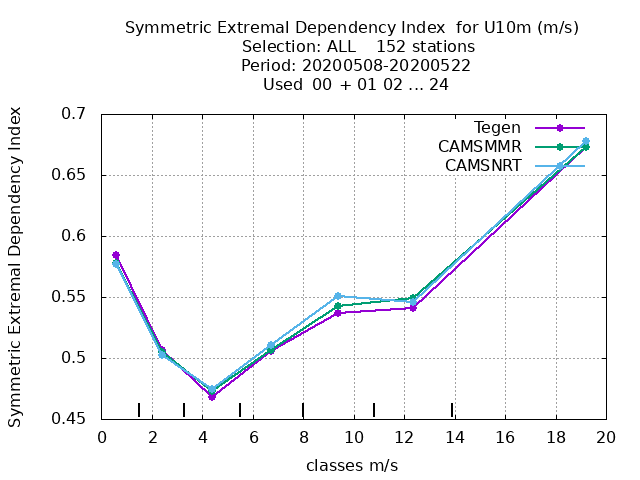 Symmetric Extremal Dependency Index  for U10m (m/s)
Selection: ALL    152 stations
Period: 20200508-20200522
Used  00 + 01 02 ... 24
Symmetric Extremal Dependency Index
0.7
0.65
0.6
0.55
0.5
0.45
Tegen
CAMSMMR
CAMSNRT
0 2 4 6 8 10 12 14 16 18 20
classes m/s